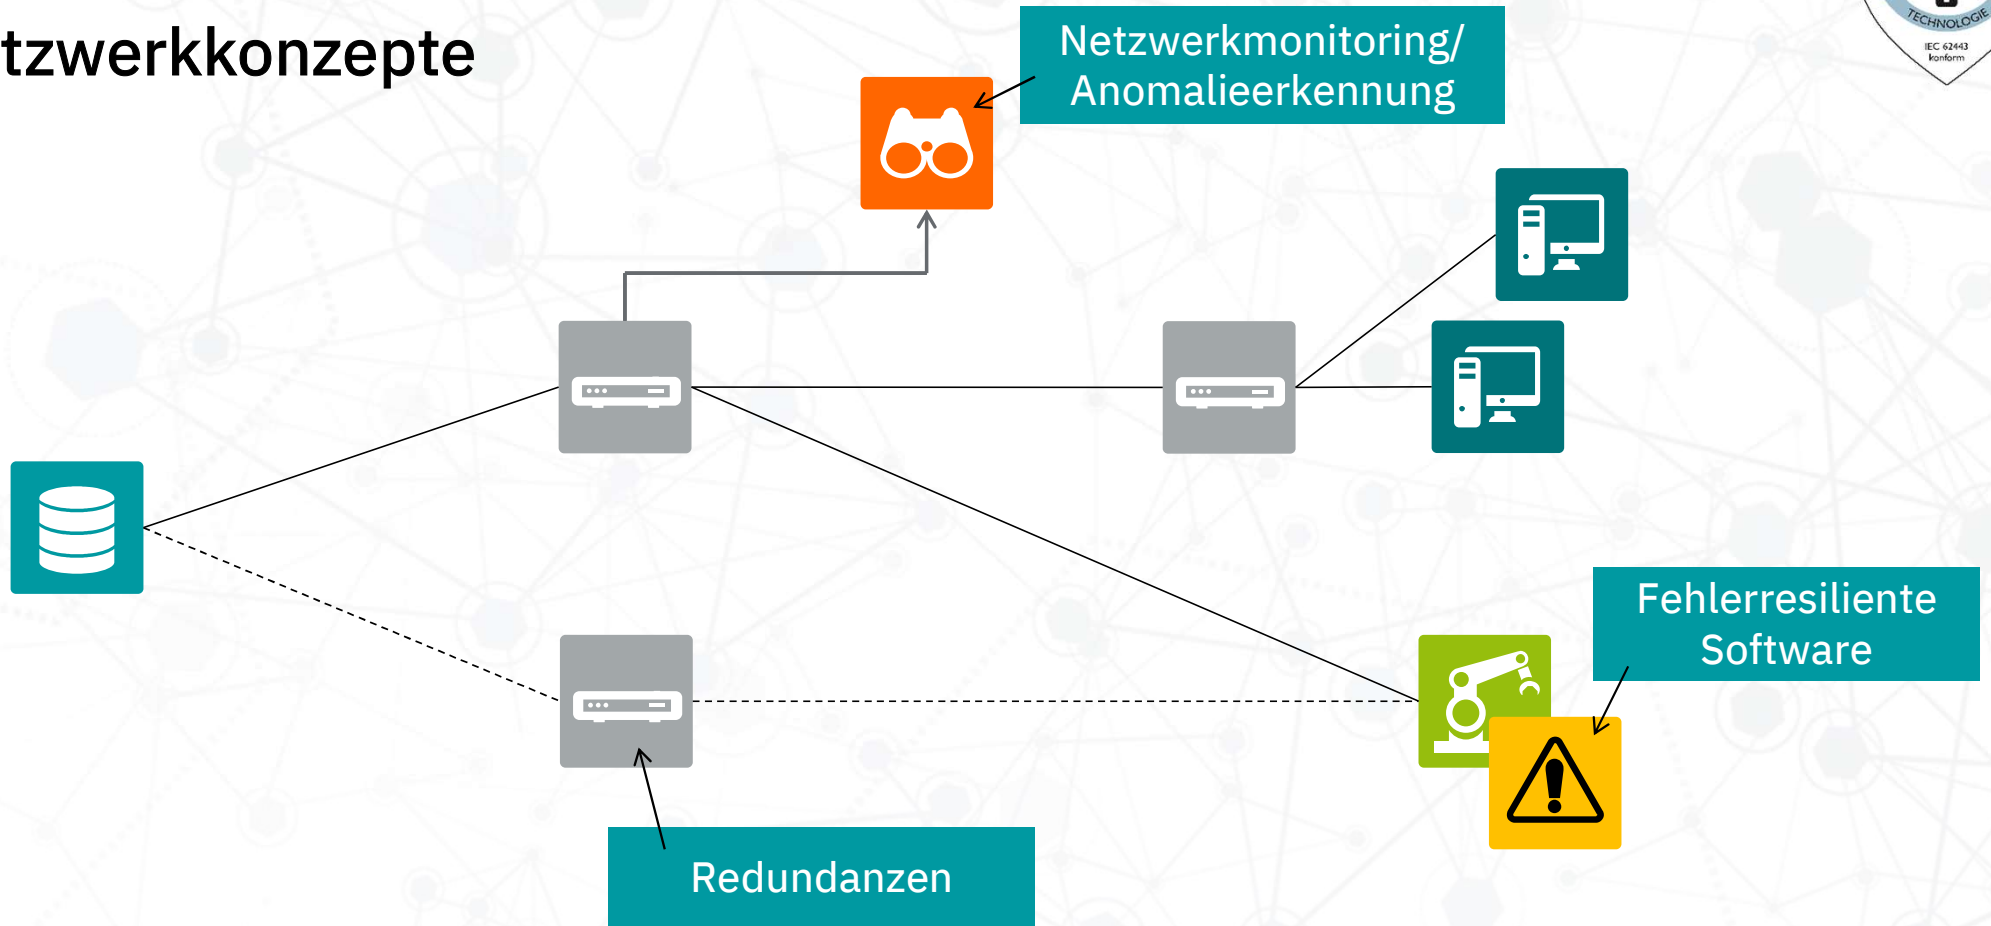 tzwerkkonzepte
Netzwerkmonitoring/
Anomalieerkennung
TECHNOLOGIE
IEC 62443
konform
Fehlerresiliente
Software
Redundanzen